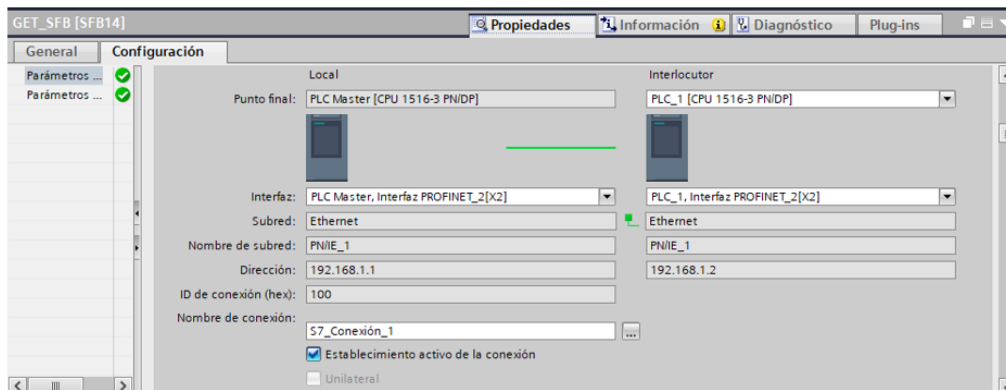 GET_SFB [SFB14]
Propiedades
Información
Diagnóstico
Plug-ins
General
Configuración
Parámetros ...
Parámetros ...
Local
Interlocutor
Punto final: PLC Master [CPU 1516-3 PN/DP] PLC_1 [CPU 1516-3 PN/DP]
Interfaz: PLC Master, Interfaz PROFINET_2[X2] PLC_1, Interfaz PROFINET_2[X2]
Subred: Ethernet Ethernet
Nombre de subred: PN/IE_1 PN/IE_1
Dirección: 192.168.1.1 192.168.1.2
ID de conexión (hex): 100
Nombre de conexión:
S7_Conexión_1
...
Establecimiento activo de la conexión
Unilateral